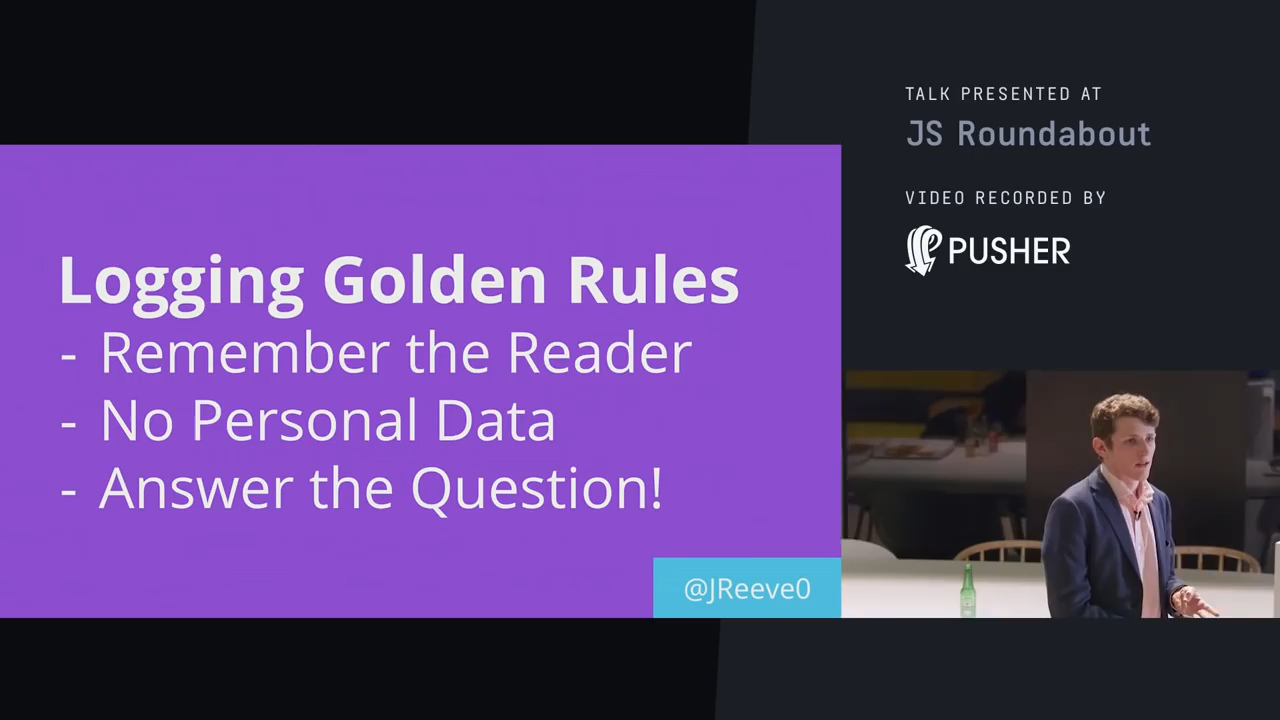 TALK PRESENTED AT
JS Roundabout
VIDEO RECORDED BY
PUSHER
Logging Golden Rules
- Remember the Reader
- No Personal Data
- Answer the Question!
@JReeve0